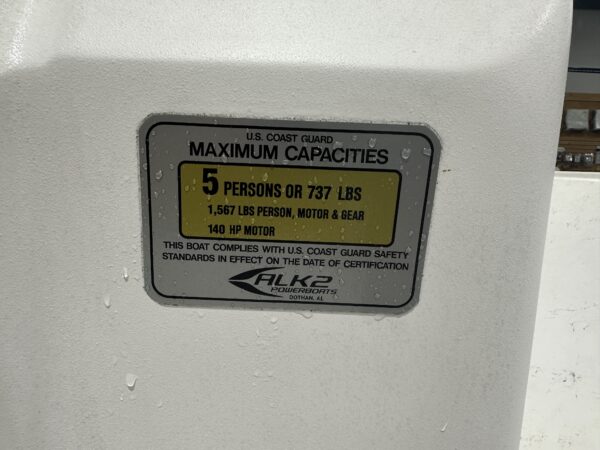 U.S. COAST GUARD
MAXIMUM CAPACITIES
5 PERSONS OR 737 LBS
1,567 LBS PERSON, MOTOR & GEAR
140 HP MOTOR
THIS BOAT COMPLIES WITH U.S. COAST GUARD SAFETY
STANDARDS IN EFFECT ON THE DATE OF CERTIFICATION
ALK2
POWERBOATS
DOTHAN, AL